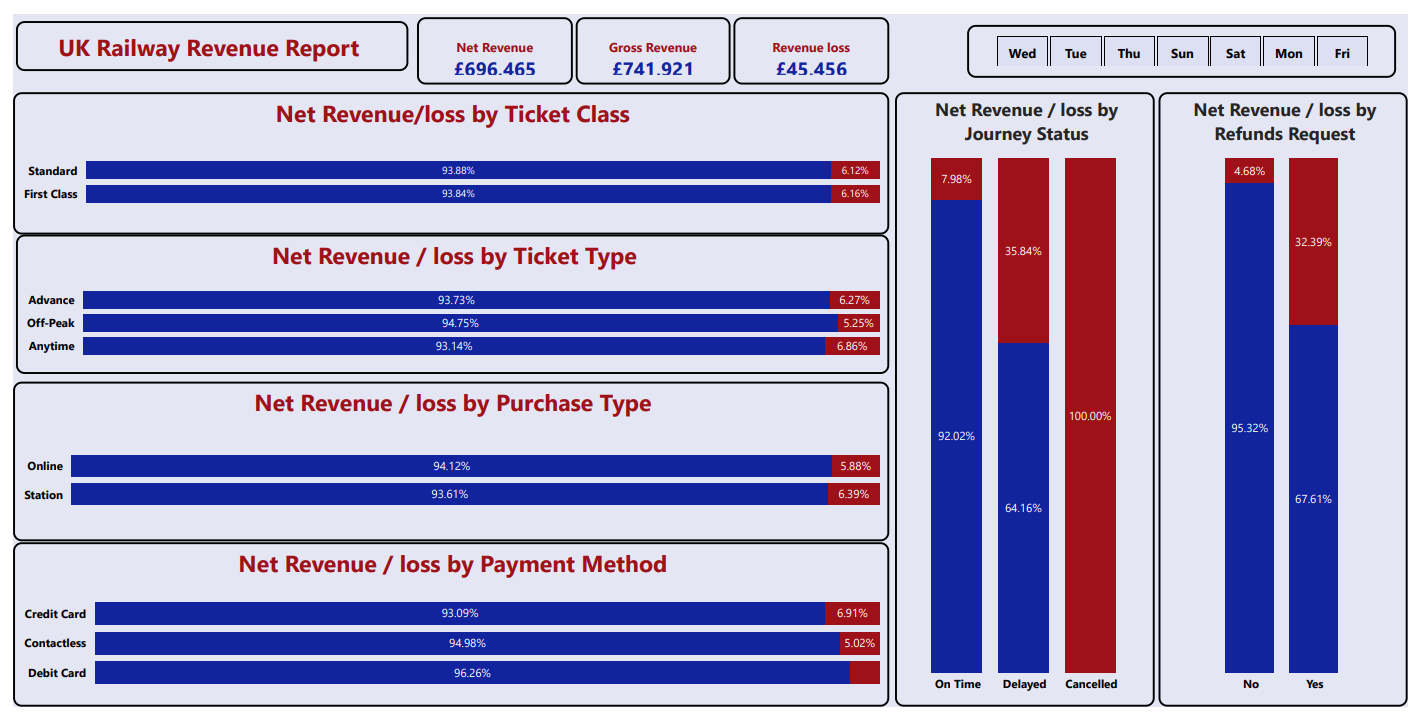 UK Railway Revenue Report
Net Revenue
£696,465
Gross Revenue
£741,921
Revenue loss
£45,456
Wed
Tue
Thu
Sun
Sat
Mon
Fri
Net Revenue/loss by Ticket Class
Standard
93.88%
6.12%
First Class
93.84%
6.16%
Net Revenue / loss by Ticket Type
Advance
93.73%
6.27%
Off-Peak
94.75%
5.25%
Anytime
93.14%
6.86%
Net Revenue / loss by Purchase Type
Online
94.12%
5.88%
Station
93.61%
6.39%
Net Revenue / loss by Payment Method
Credit Card
93.09%
6.91%
Contactless
94.98%
5.02%
Debit Card
96.26%
Net Revenue / loss by
Journey Status
7.98%
35.84%
100.00%
92.02%
64.16%
On Time
Delayed
Cancelled
Net Revenue / loss by
Refunds Request
4.68%
32.39%
95.32%
67.61%
No
Yes